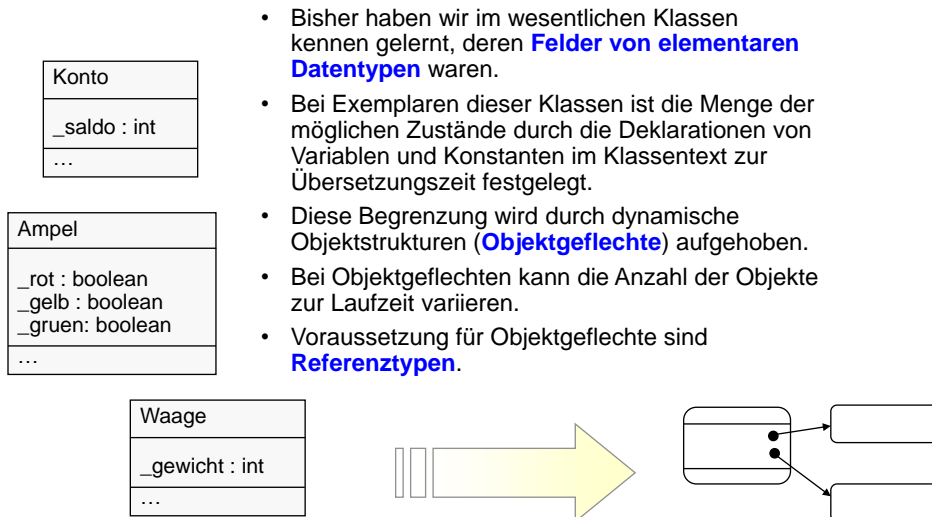 • Bisher haben wir im wesentlichen Klassen
kennen gelernt, deren Felder von elementaren
Datentypen waren.
• Bei Exemplaren dieser Klassen ist die Menge der
möglichen Zustände durch die Deklarationen von
Variablen und Konstanten im Klassentext zur
Übersetzungszeit festgelegt.
• Diese Begrenzung wird durch dynamische
Objektstrukturen (Objektgeflechte) aufgehoben.
• Bei Objektgeflechten kann die Anzahl der Objekte
zur Laufzeit variieren.
• Voraussetzung für Objektgeflechte sind
Referenztypen.
Konto
_saldo : int
…
Ampel
_rot : boolean
_gelb : boolean
_gruen: boolean
…
Waage
_gewicht : int
…